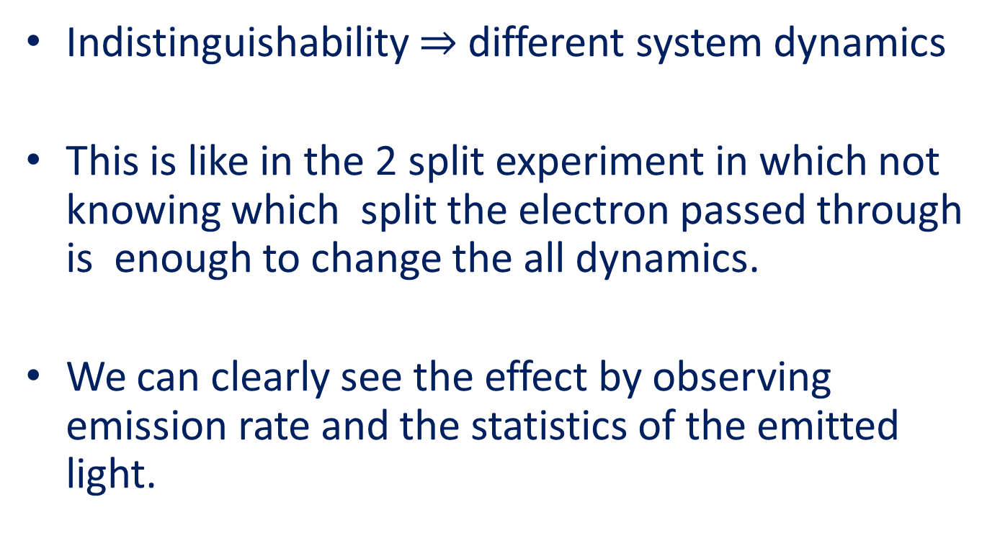 • Indistinguishability ⇒ different system dynamics
• This is like in the 2 split experiment in which not
knowing which  split the electron passed through
is  enough to change the all dynamics.
• We can clearly see the effect by observing
emission rate and the statistics of the emitted
light.